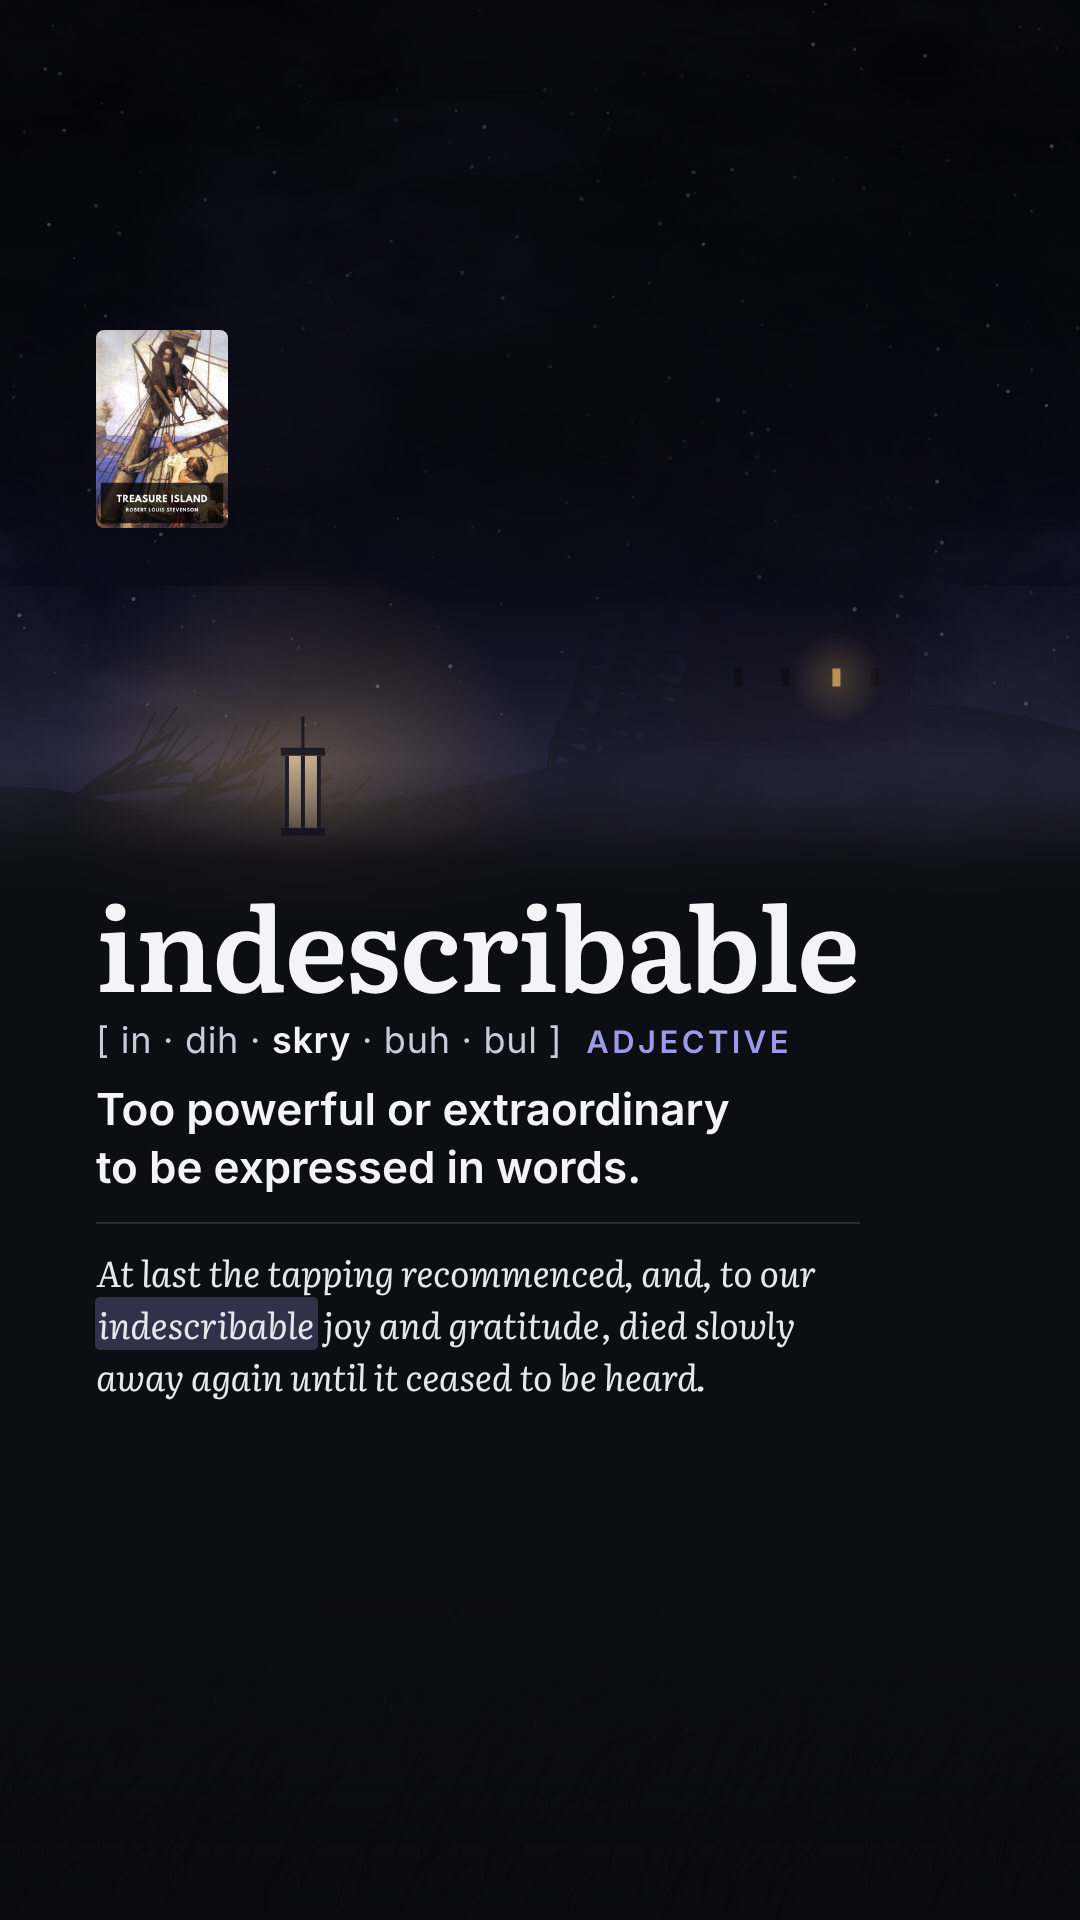 TREASURE ISLAND
ROBERT LOUIS STEVENSON
indescribable
[ in · dih · skry · buh · bul ] ADJECTIVE
Too powerful or extraordinary
to be expressed in words.
At last the tapping recommenced, and, to our
indescribable joy and gratitude, died slowly
away again until it ceased to be heard.